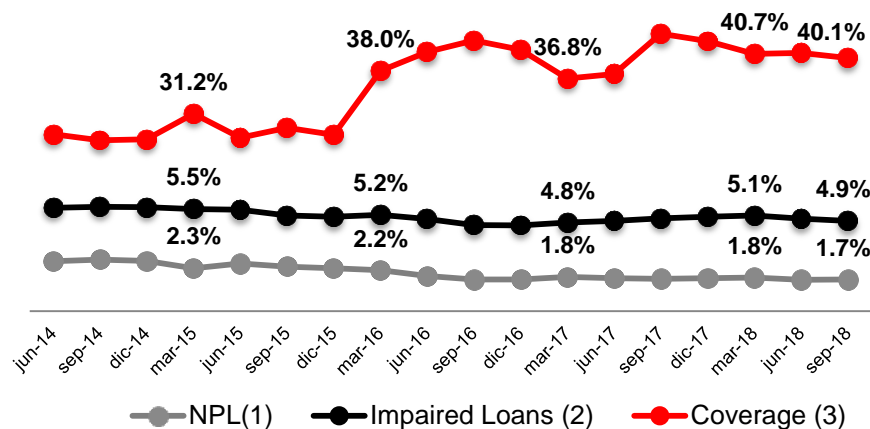 40.7%
38.0%
36.8%
40.1%
31.2%
5.5%
5.2%
4.8%
5.1%
4.9%
2.3%
2.2%
1.8%
1.8%
1.7%
jun-14
sep-14
dic-14
mar-15
jun-15
sep-15
dic-15
mar-16
jun-16
sep-16
dic-16
mar-17
jun-17
sep-17
dic-17
mar-18
jun-18
sep-18
NPL(1) Impaired Loans (2) Coverage (3)